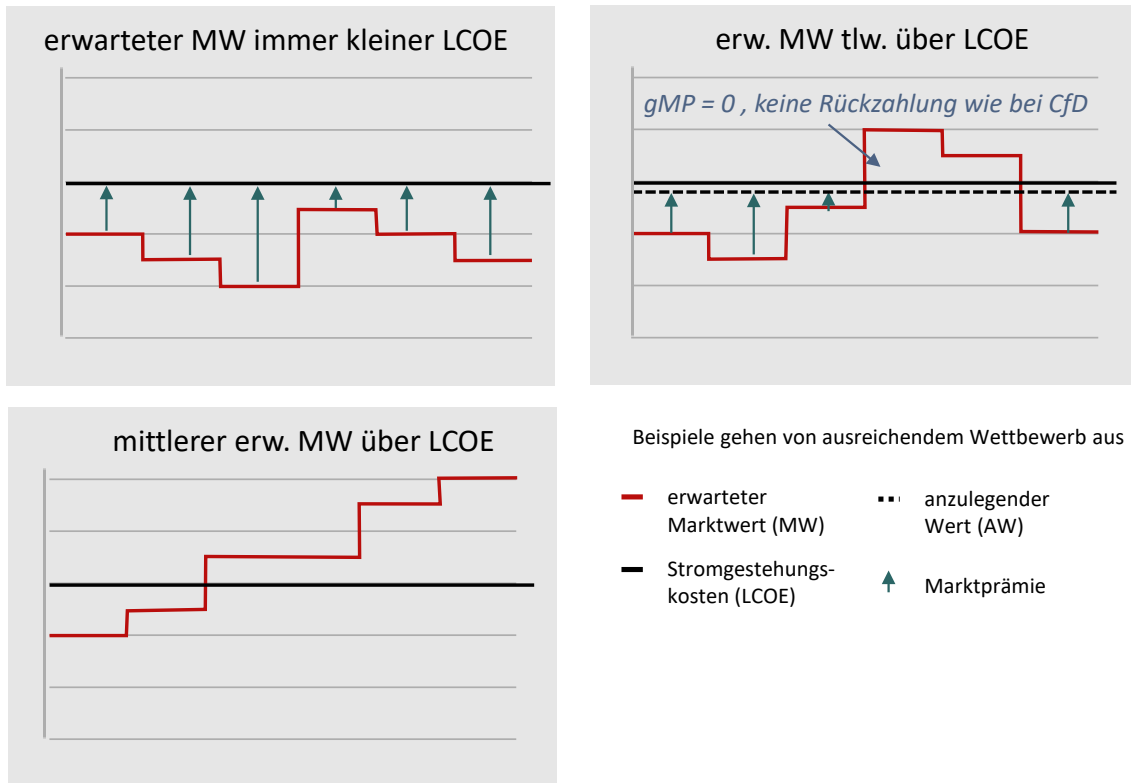 erwarteter MW immer kleiner LCOE
erw. MW tlw. über LCOE
gMP = 0 , keine Rückzahlung wie bei CfD
mittlerer erw. MW über LCOE
Beispiele gehen von ausreichendem Wettbewerb aus
erwarteter
Marktwert (MW)
anzulegender
Wert (AW)
Stromgestehungs-
kosten (LCOE)
Marktprämie